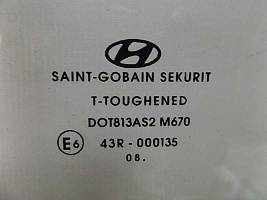 SAINT-GOBAIN SEKURIT
T-TOUGHENED
DOT813AS2 M670
E6 43R - 000135
08.